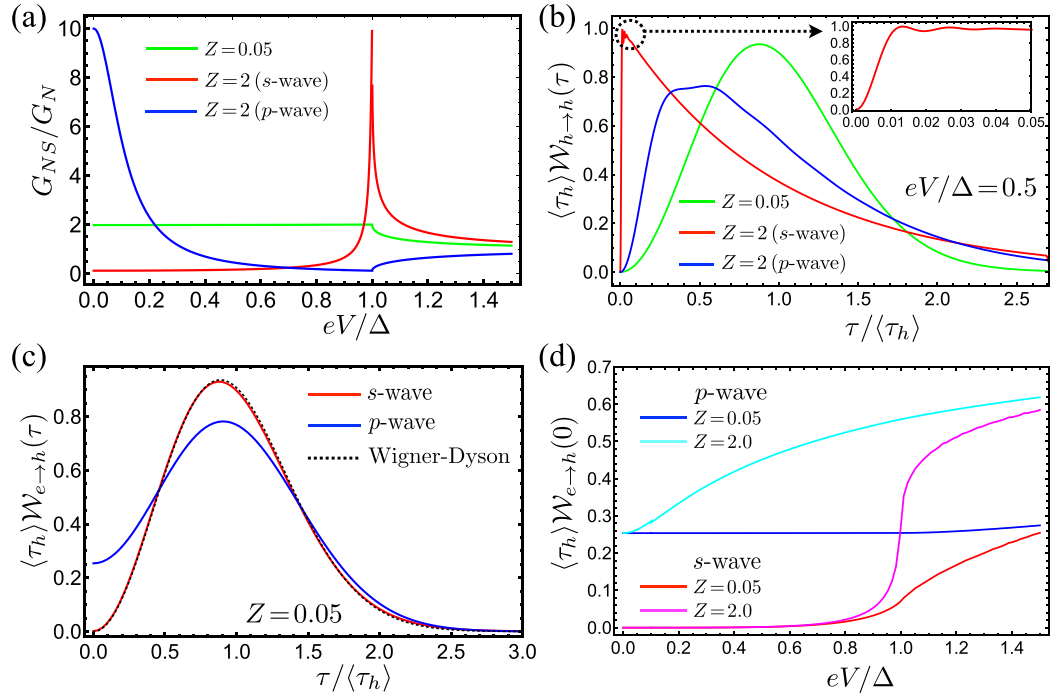 (a)
G_{NS}/G_N
10
8
6
4
2
0
Z=0.05
Z=2 (s-wave)
Z=2 (p-wave)
0.0 0.2 0.4 0.6 0.8 1.0 1.2 1.4
eV/Δ
(b)
⟨τ_h⟩W_{h→h}(τ)
1.0
0.8
0.6
0.4
0.2
0.0
1.0
0.8
0.6
0.4
0.2
0.0
0.00 0.01 0.02 0.03 0.04 0.05
eV/Δ=0.5
Z=0.05
Z=2 (s-wave)
Z=2 (p-wave)
0.0 0.5 1.0 1.5 2.0 2.5
τ/⟨τ_h⟩
(c)
⟨τ_h⟩W_{e→h}(τ)
0.8
0.6
0.4
0.2
0.0
s-wave
p-wave
Wigner-Dyson
Z=0.05
0.0 0.5 1.0 1.5 2.0 2.5 3.0
τ/⟨τ_h⟩
(d)
⟨τ_h⟩W_{e→h}(0)
0.7
0.6
0.5
0.4
0.3
0.2
0.1
0.0
p-wave
Z=0.05
Z=2.0
s-wave
Z=0.05
Z=2.0
0.0 0.2 0.4 0.6 0.8 1.0 1.2 1.4
eV/Δ